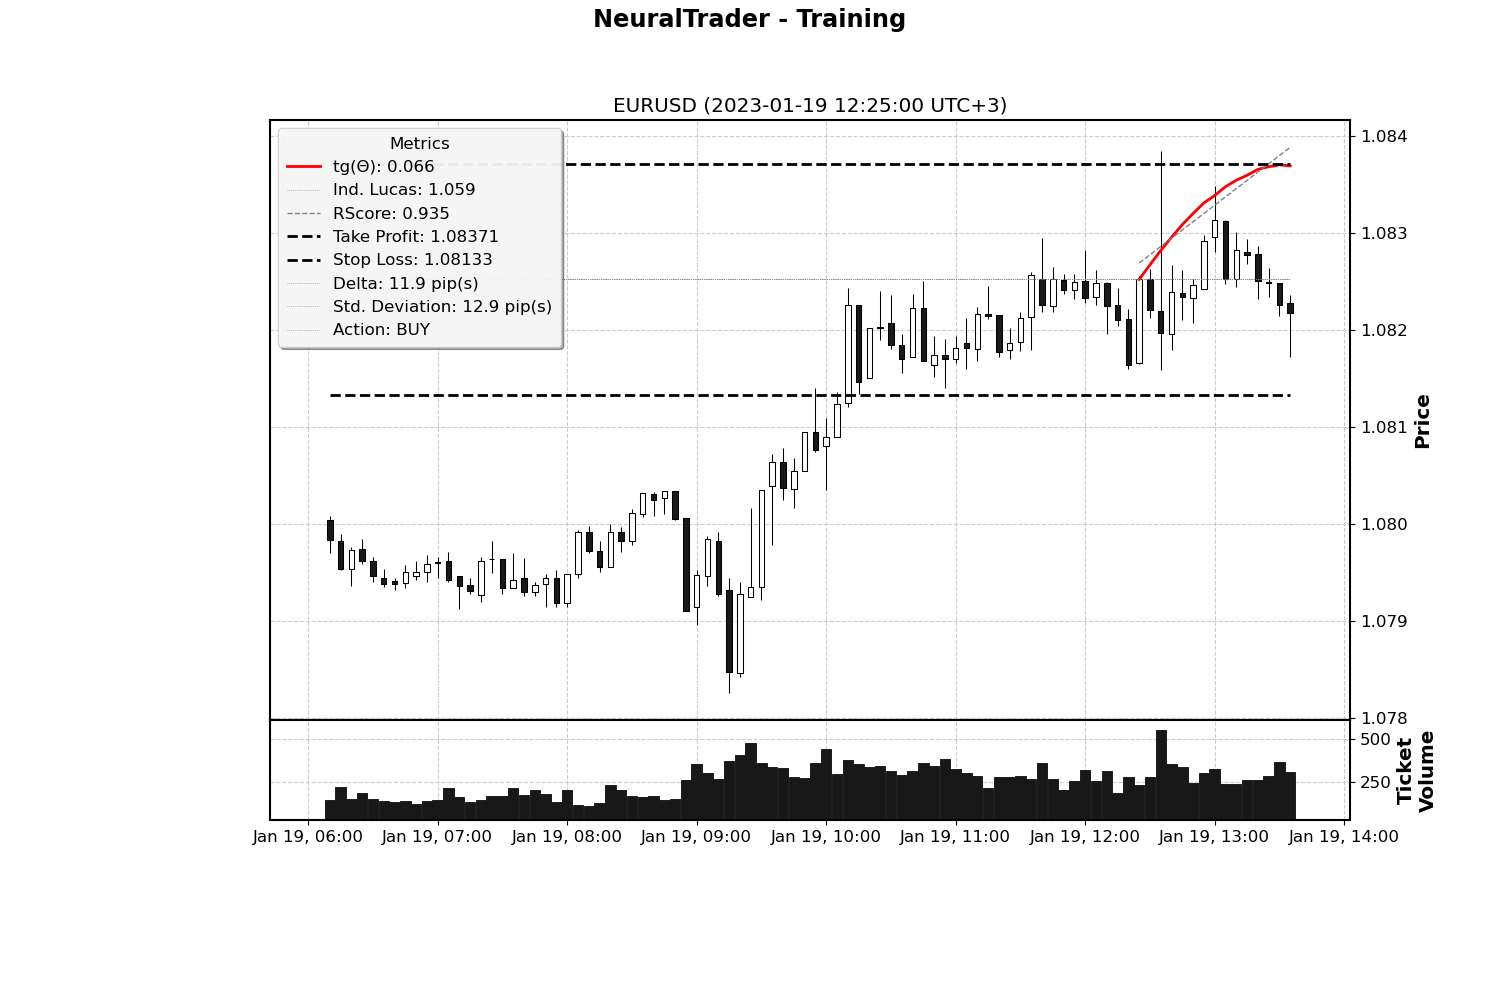 NeuralTrader - Training
EURUSD (2023-01-19 12:25:00 UTC+3)
Metrics
tg(Θ): 0.066
Ind. Lucas: 1.059
RScore: 0.935
Take Profit: 1.08371
Stop Loss: 1.08133
Delta: 11.9 pip(s)
Std. Deviation: 12.9 pip(s)
Action: BUY
1.084
1.083
1.082
1.081
1.080
1.079
1.078
Price
500
250
Ticket
Volume
Jan 19, 06:00
Jan 19, 07:00
Jan 19, 08:00
Jan 19, 09:00
Jan 19, 10:00
Jan 19, 11:00
Jan 19, 12:00
Jan 19, 13:00
Jan 19, 14:00